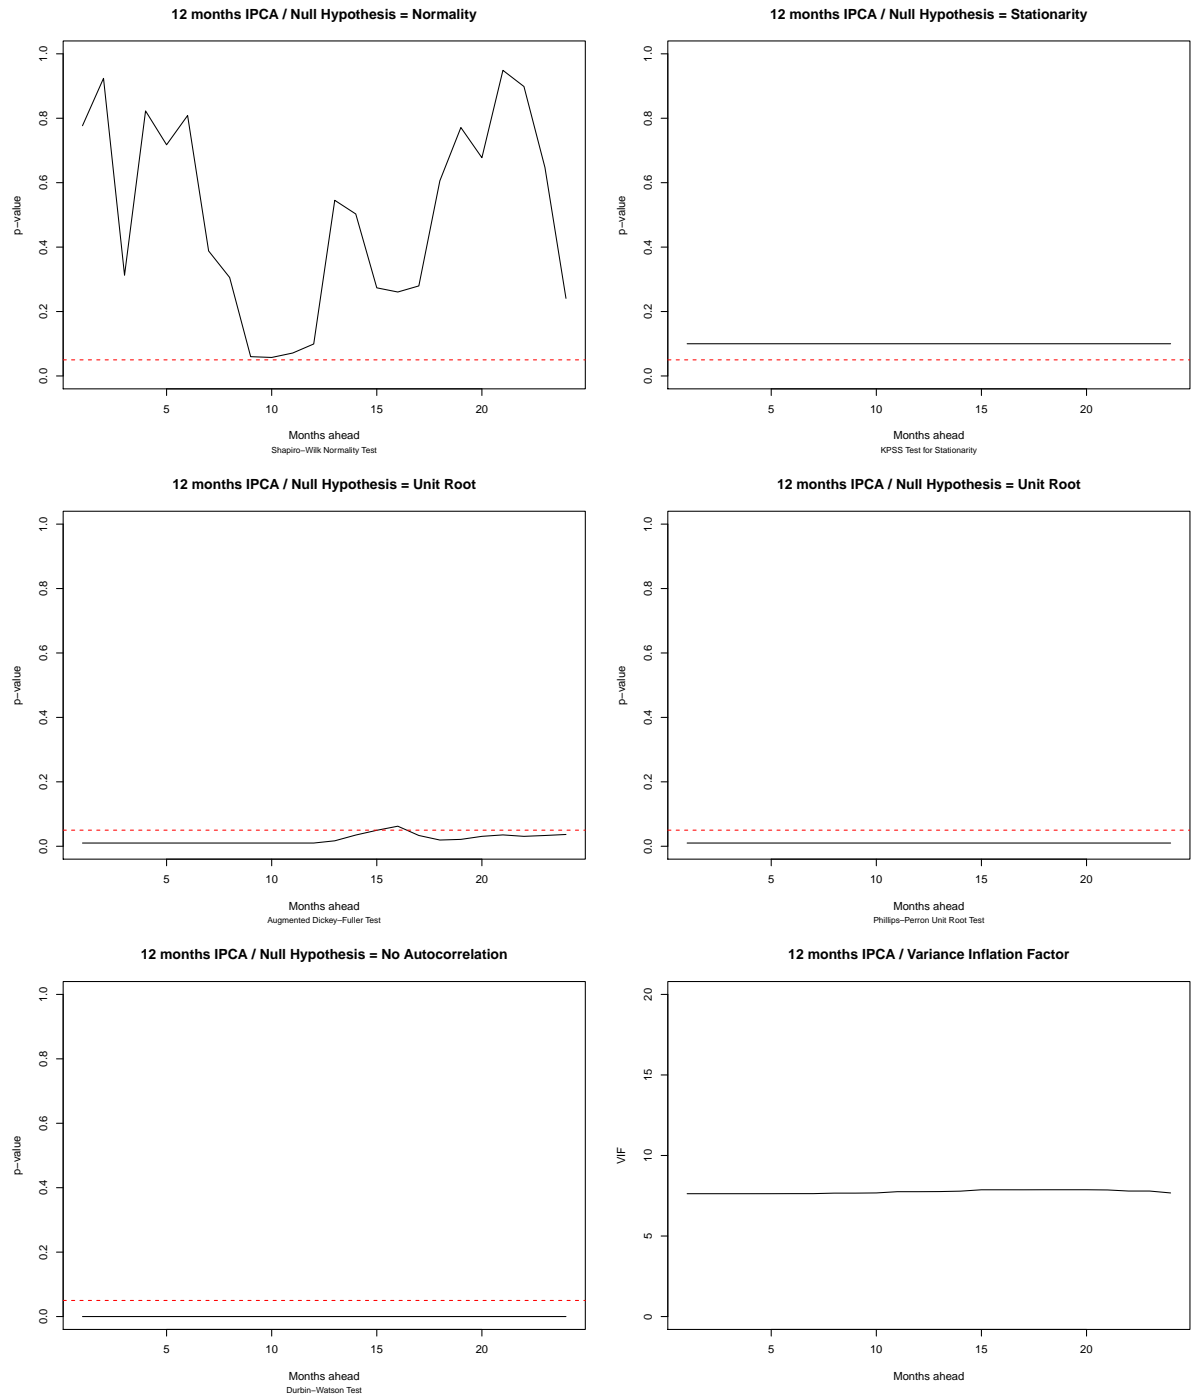 12 months IPCA / Null Hypothesis = Normality
p−value
0.0 0.2 0.4 0.6 0.8 1.0
5 10 15 20
Months ahead
Shapiro−Wilk Normality Test
12 months IPCA / Null Hypothesis = Stationarity
p−value
0.0 0.2 0.4 0.6 0.8 1.0
5 10 15 20
Months ahead
KPSS Test for Stationarity
12 months IPCA / Null Hypothesis = Unit Root
p−value
0.0 0.2 0.4 0.6 0.8 1.0
5 10 15 20
Months ahead
Augmented Dickey−Fuller Test
12 months IPCA / Null Hypothesis = Unit Root
p−value
0.0 0.2 0.4 0.6 0.8 1.0
5 10 15 20
Months ahead
Phillips−Perron Unit Root Test
12 months IPCA / Null Hypothesis = No Autocorrelation
p−value
0.0 0.2 0.4 0.6 0.8 1.0
5 10 15 20
Months ahead
Durbin−Watson Test
12 months IPCA / Variance Inflation Factor
VIF
0 5 10 15 20
5 10 15 20
Months ahead